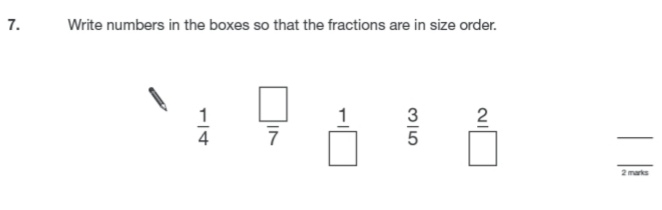 7. Write numbers in the boxes so that the fractions are in size order.
1 1 3 2
4 7 5
2 marks